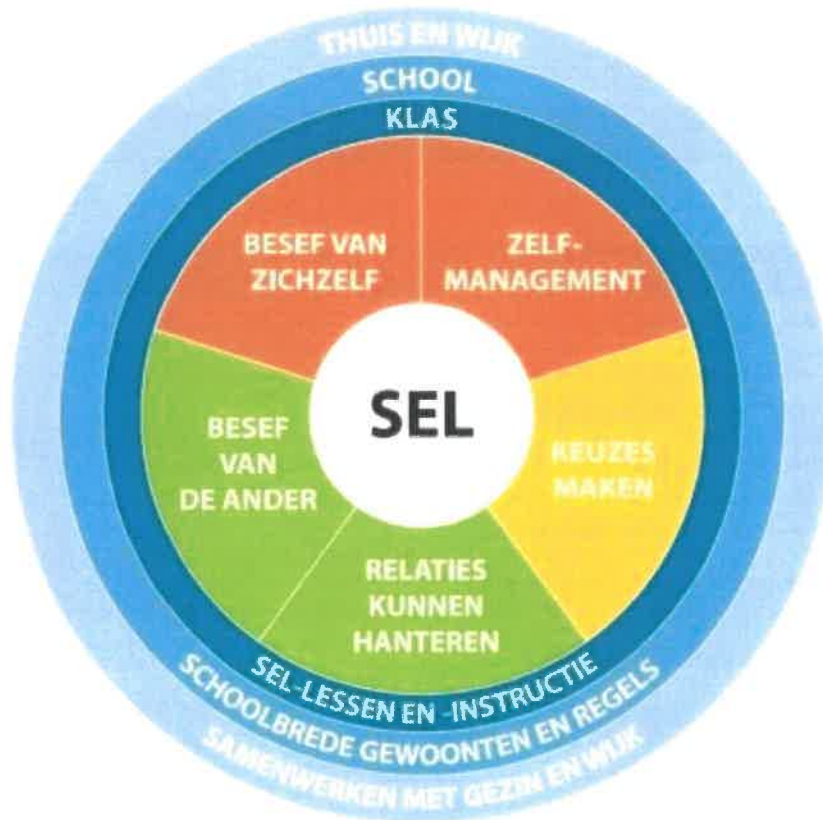 THUIS EN WIJK
SCHOOL
KLAS
BESEF VAN
ZICHZELF
ZELF-
MANAGEMENT
SEL
BESEF
VAN
DE ANDER
KEUZES
MAKEN
RELATIES
KUNNEN
HANTEREN
SEL-LESSEN EN -INSTRUCTIE
SCHOOLBREDE GEWOONTEN EN REGELS
SAMENWERKEN MET GEZIN EN WIJK